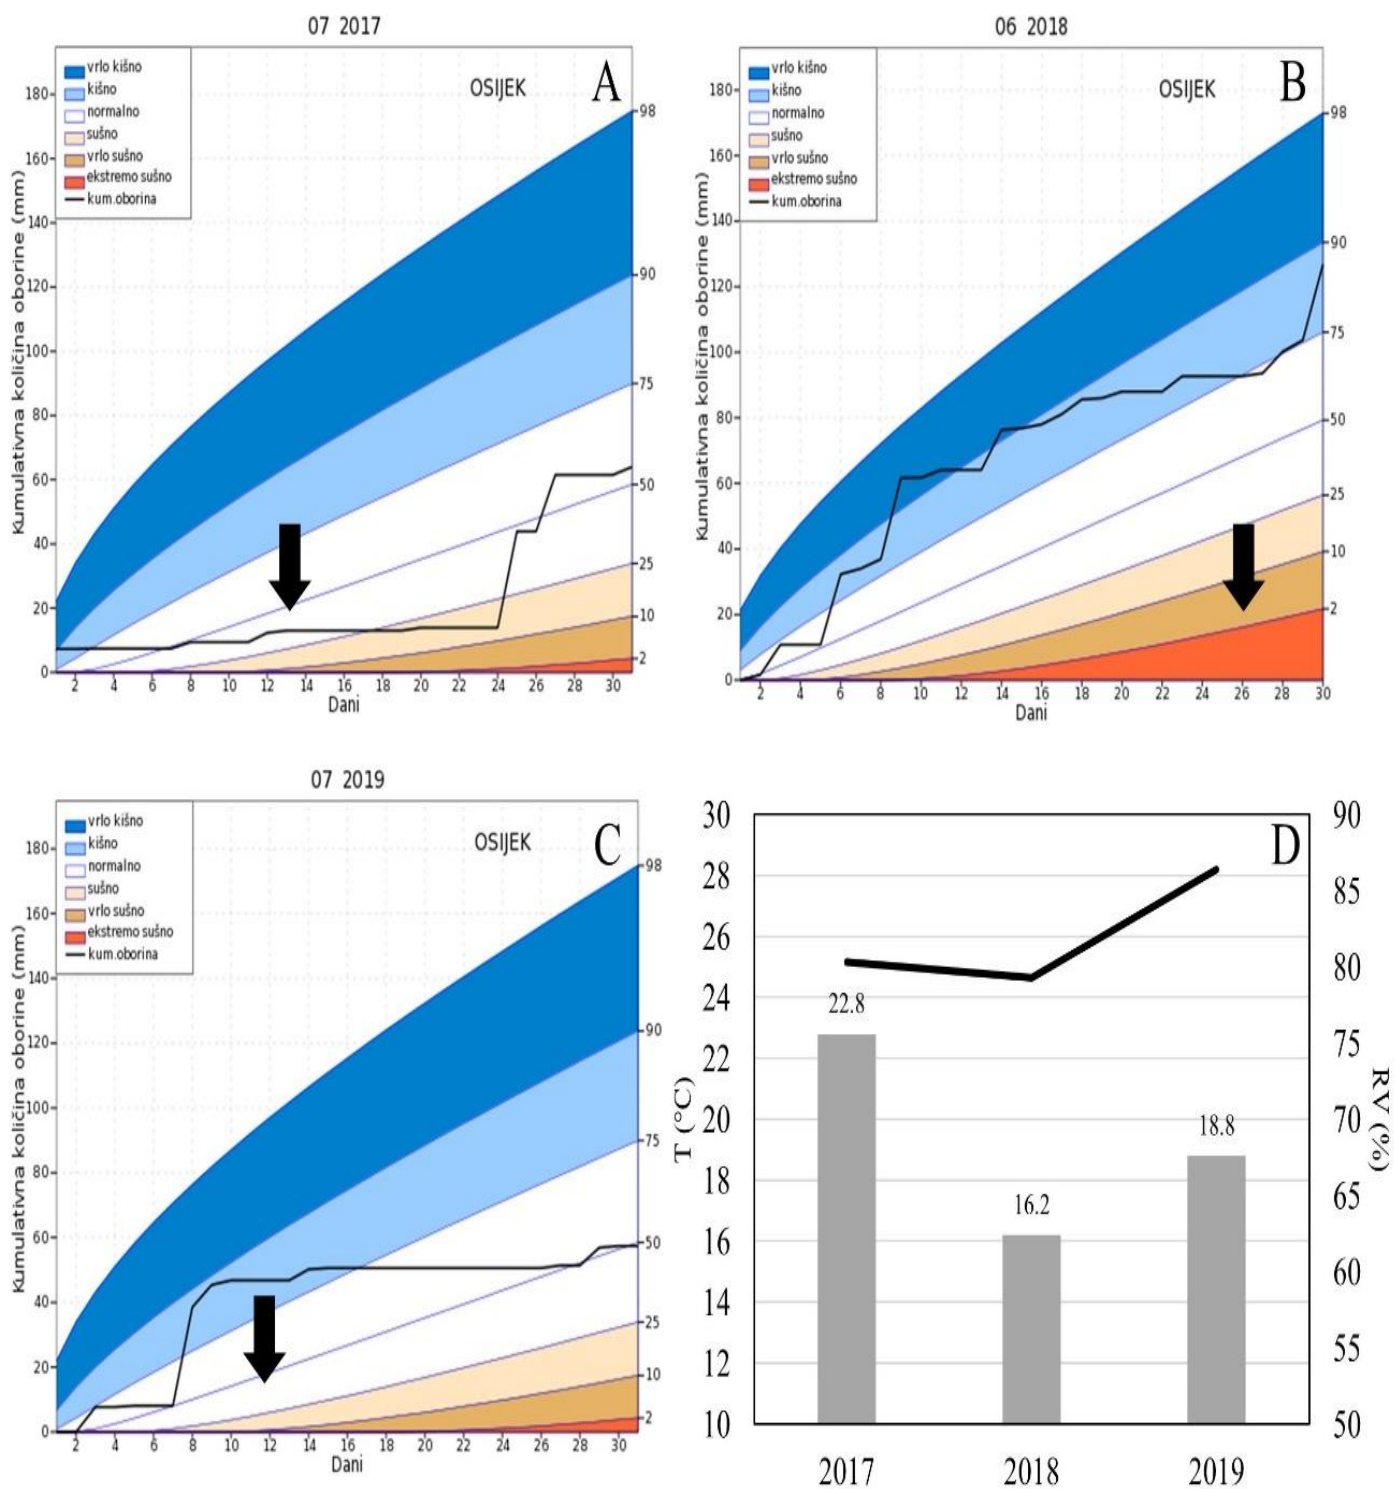 07 2017
vrlo kišno
kišno
normalno
sušno
vrlo sušno
ekstremo sušno
kum.oborina
OSIJEK
A
Kumulativna količina oborine (mm)
180
160
140
120
100
80
60
40
20
0
98
90
75
50
25
10
2
2 4 6 8 10 12 14 16 18 20 22 24 26 28 30
Dani
06 2018
vrlo kišno
kišno
normalno
sušno
vrlo sušno
ekstremo sušno
kum.oborina
OSIJEK
B
Kumulativna količina oborine (mm)
180
160
140
120
100
80
60
40
20
0
98
90
75
50
25
10
2
2 4 6 8 10 12 14 16 18 20 22 24 26 28 30
Dani
07 2019
vrlo kišno
kišno
normalno
sušno
vrlo sušno
ekstremo sušno
kum.oborina
OSIJEK
C
Kumulativna količina oborine (mm)
180
160
140
120
100
80
60
40
20
0
98
90
75
50
25
10
2
2 4 6 8 10 12 14 16 18 20 22 24 26 28 30
Dani
D
T (°C)
30
28
26
24
22
20
18
16
14
12
10
22.8
16.2
18.8
90
85
80
75
70
65
60
55
50
RV (%)
2017 2018 2019